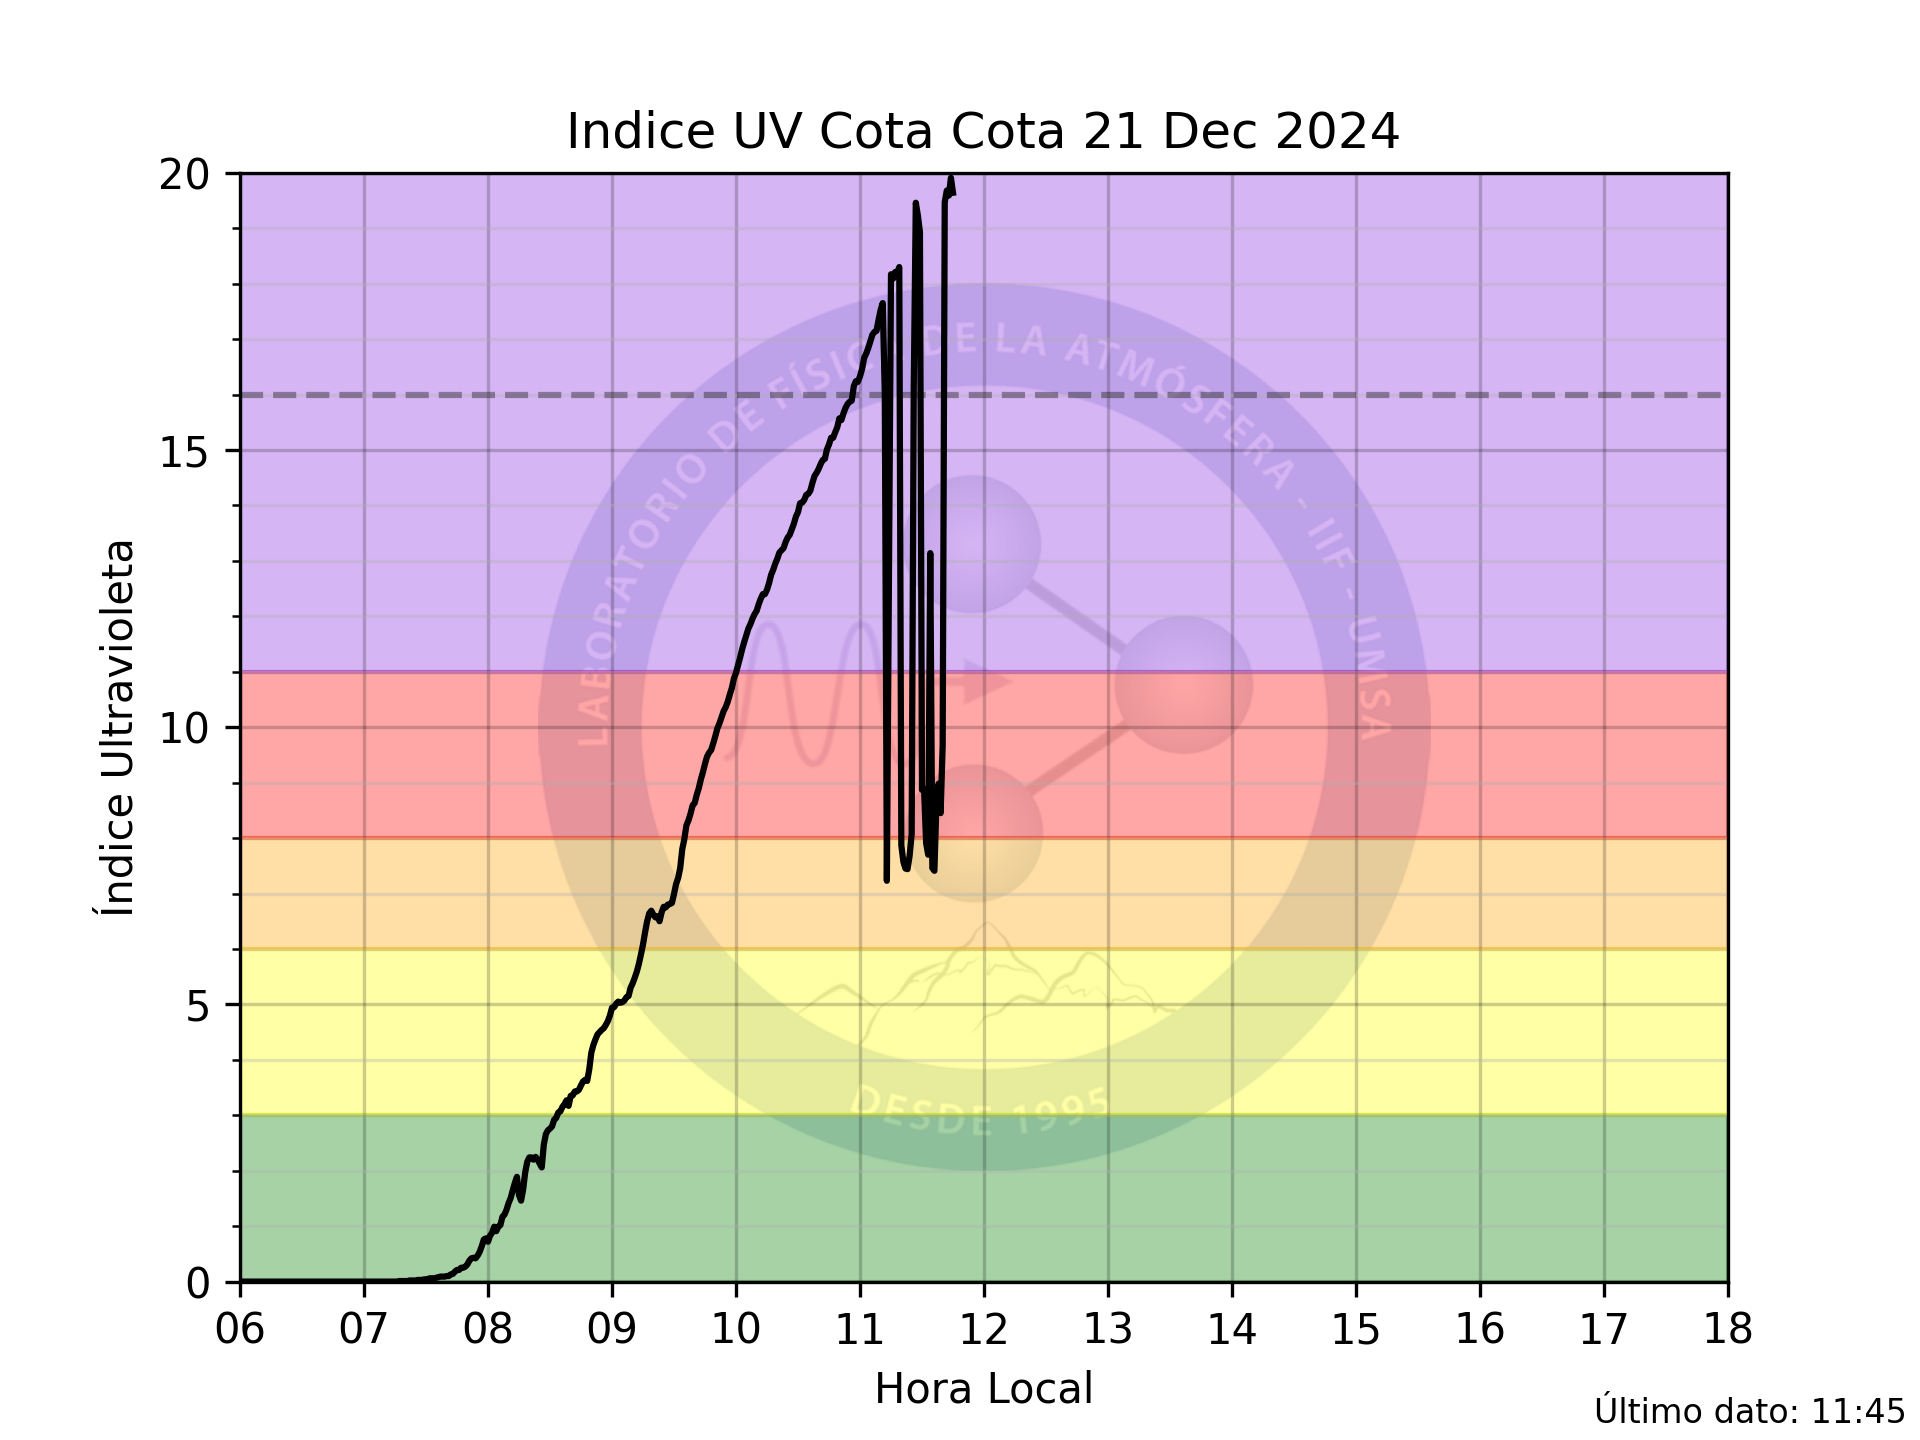 Indice UV Cota Cota 21 Dec 2024
20
15
10
5
0
Índice Ultravioleta
LABORATORIO DE FÍSICA DE LA ATMÓSFERA - IIF - UMSA
DESDE 1995
06 07 08 09 10 11 12 13 14 15 16 17 18
Hora Local
Último dato: 11:45